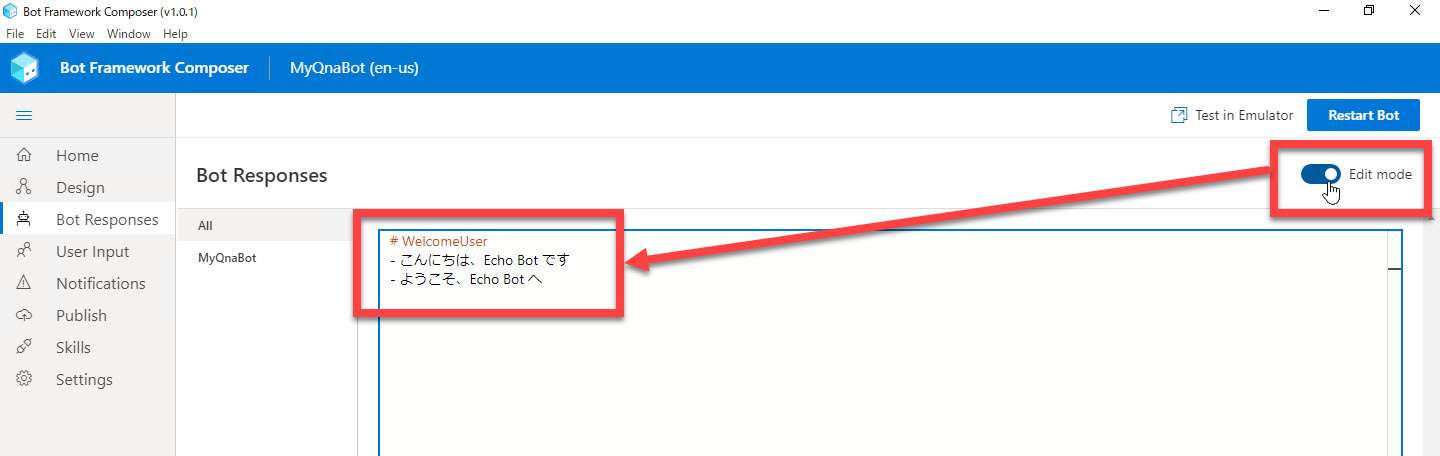 Bot Framework Composer (v1.0.1)
File Edit View Window Help
Bot Framework Composer MyQnaBot (en-us)
Test in Emulator Restart Bot
Home
Design
Bot Responses
User Input
Notifications
Publish
Skills
Settings
Bot Responses
Edit mode
All
MyQnaBot
# WelcomeUser
- こんにちは、Echo Bot です
- ようこそ、Echo Bot へ